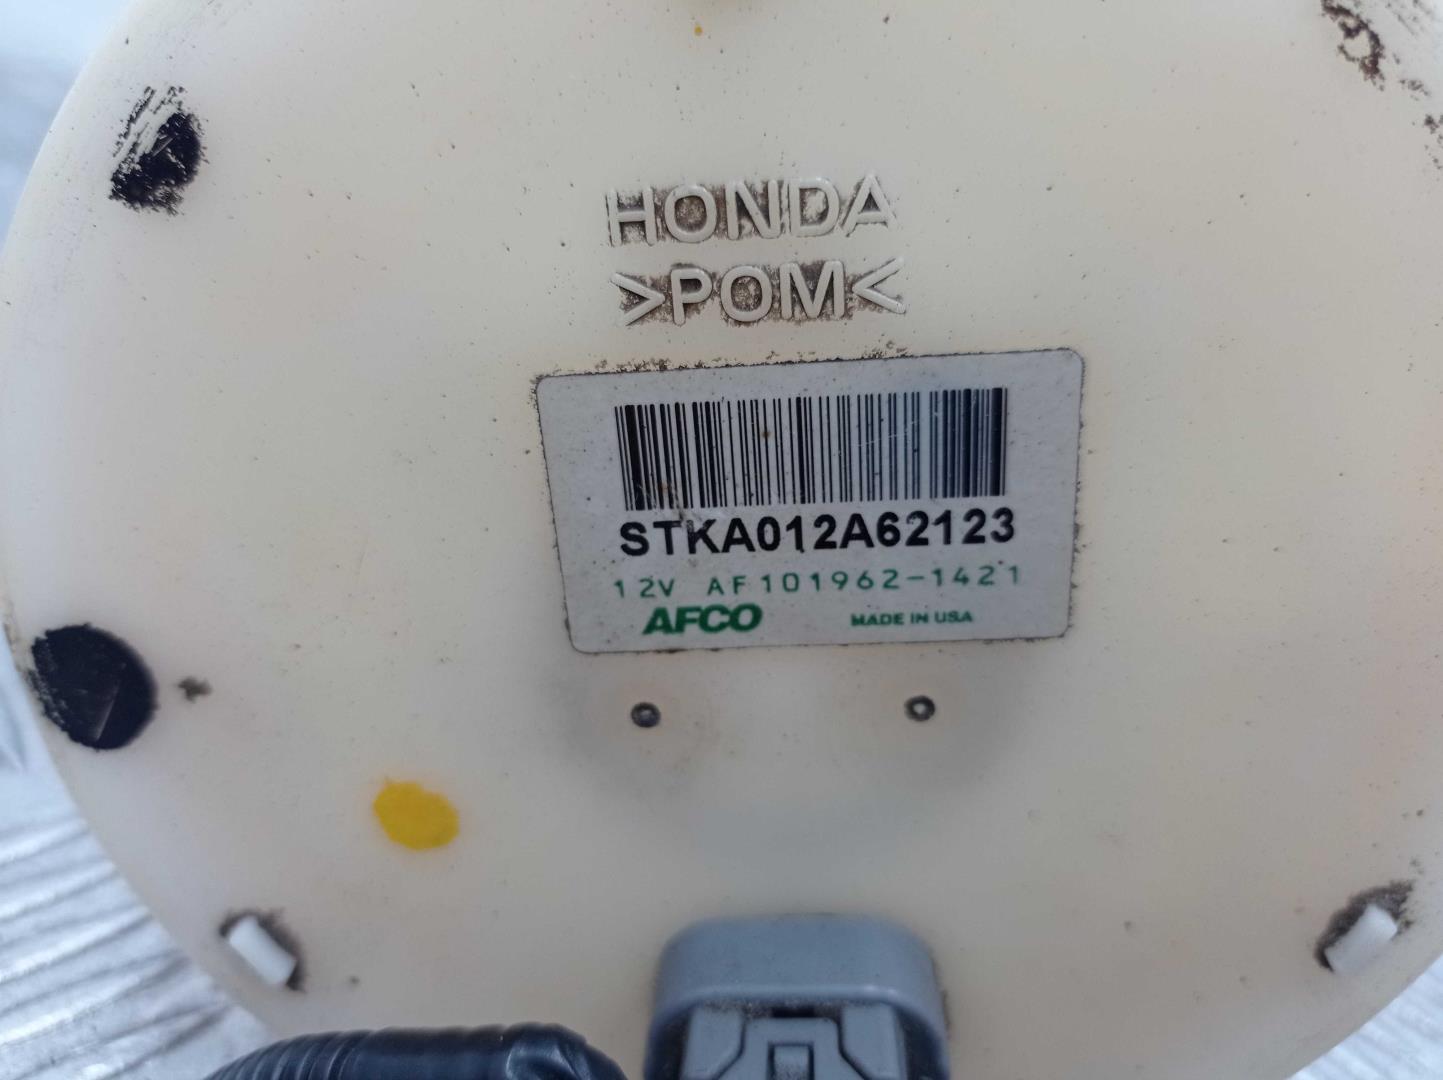 HONDA
>POM<
STKA012A62123
12V AF101962-1421
AFCO MADE IN USA